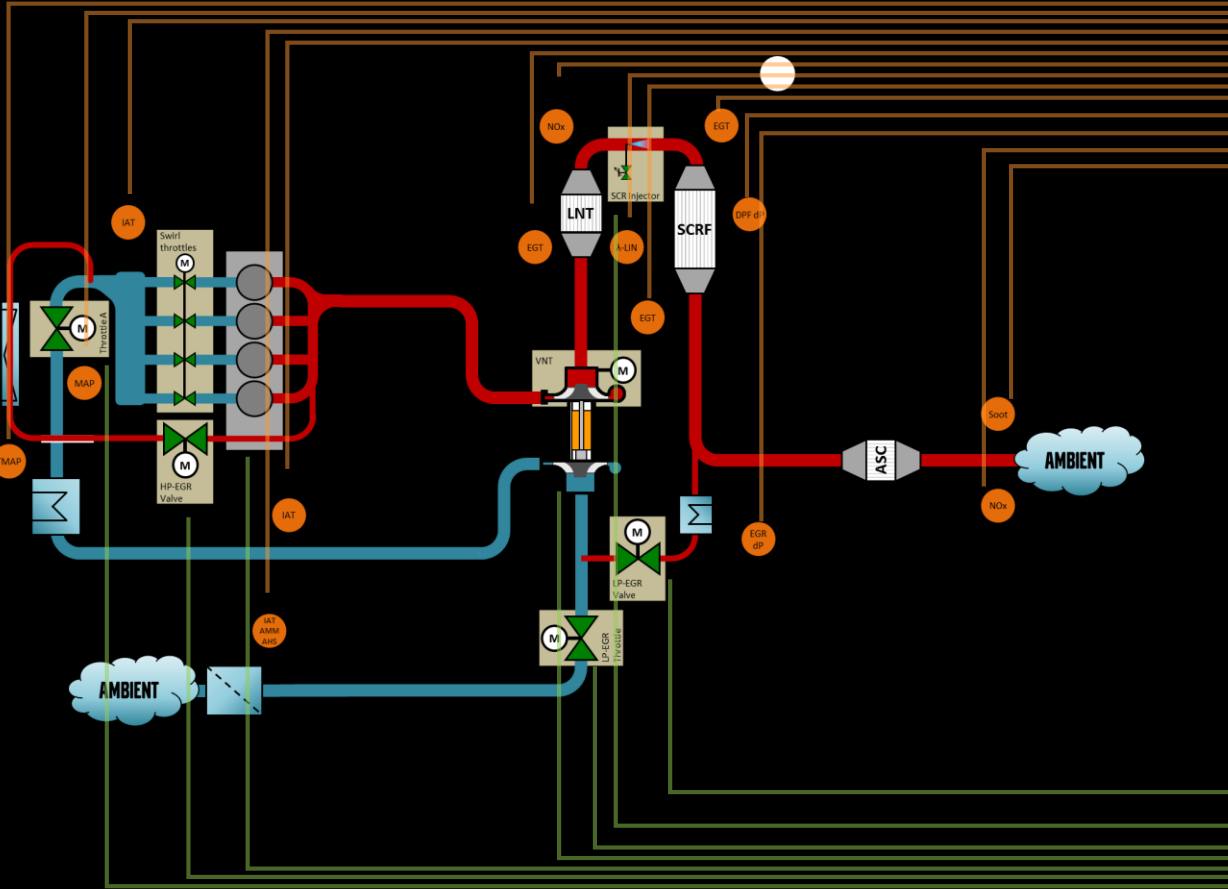 NOx
EGT
SCR Injector
LNT
SCRF
IAT
DPF dP
Swirl
throttles
M
EGT
λ-LIN
EGT
M
Throttle A
VNT
M
MAP
Soot
TMAP
M
HP-EGR
Valve
ASC
AMBIENT
IAT
NOx
M
EGR
dP
LP-EGR
Valve
IAT
AMM
AHS
M
LP-EGR
Throttle
AMBIENT